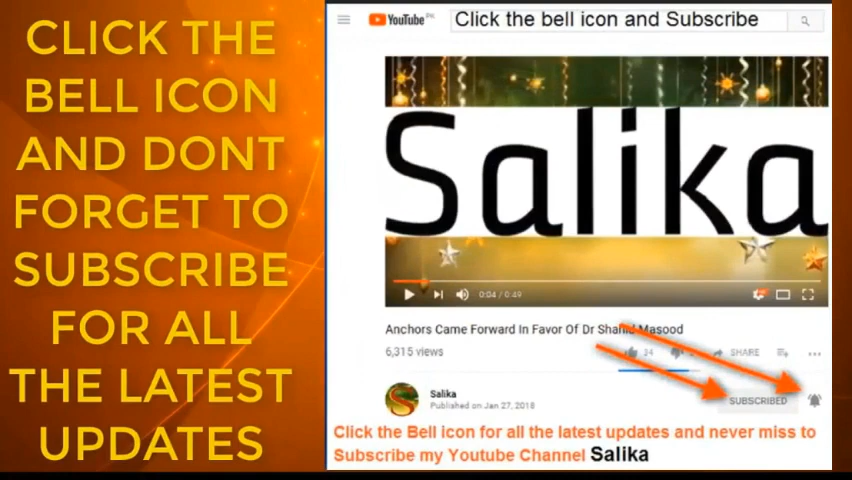 CLICK THE
BELL ICON
AND DONT
FORGET TO
SUBSCRIBE
FOR ALL
THE LATEST
UPDATES
YouTube PK
Click the bell icon and Subscribe
Salika
0:04 / 0:49
Anchors Came Forward In Favor Of Dr Shahid Masood
6,315 views
34
SHARE
Salika
Published on Jan 27, 2018
SUBSCRIBED
Click the Bell icon for all the latest updates and never miss to
Subscribe my Youtube Channel Salika